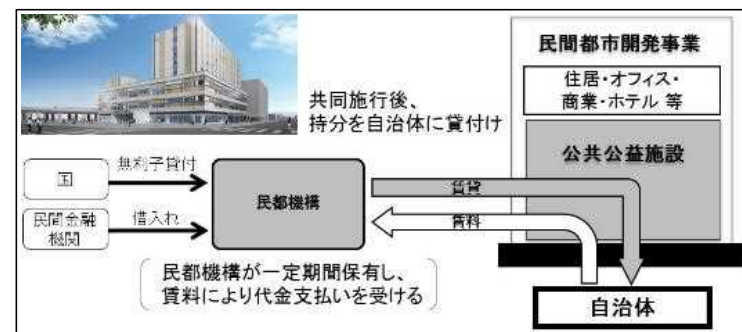 民間都市開発事業
住居・オフィス・
商業・ホテル 等
共同施行後、
持分を自治体に貸付け
公共公益施設
国
無利子貸付
民都機構
賃貸
民間金融
機関
借入れ
賃料
民都機構が一定期間保有し、
賃料により代金支払いを受ける
自治体